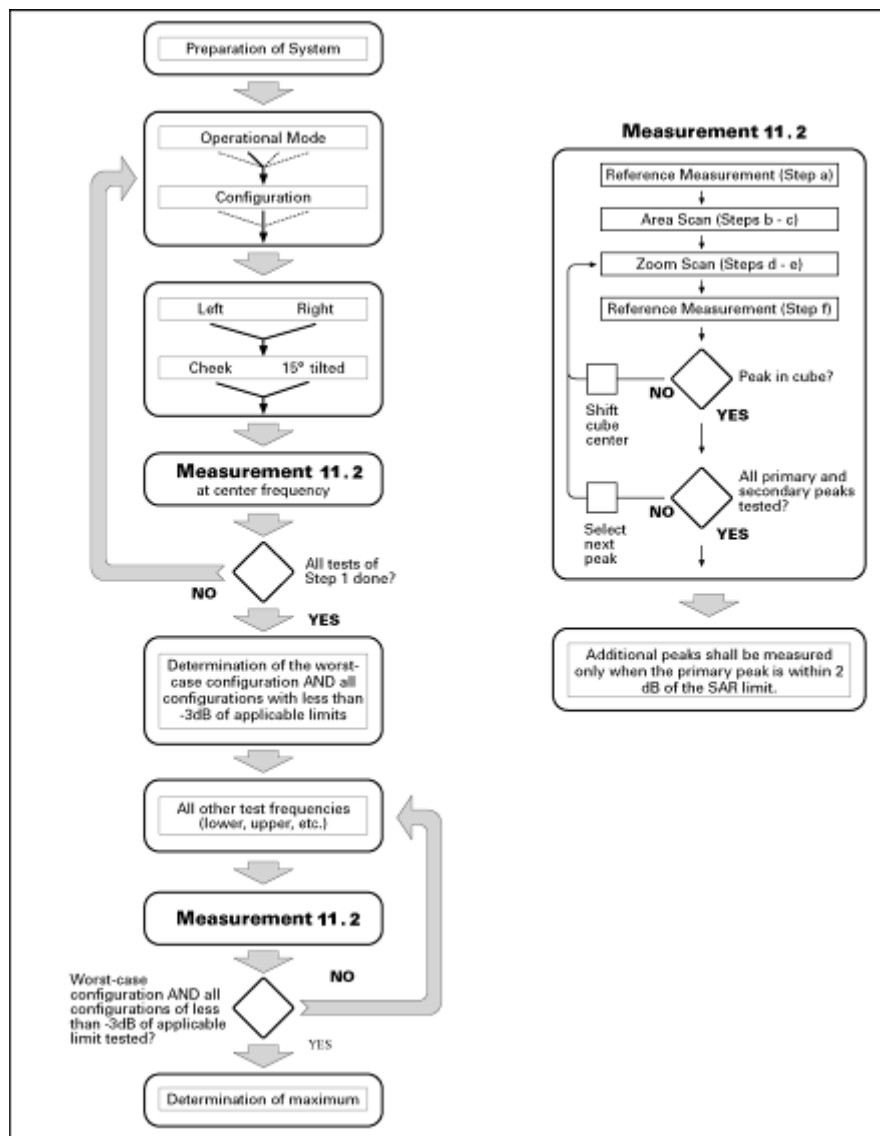 Preparation of System
Operational Mode
Configuration
Left Right
Cheek 15° tilted
Measurement 11.2
at center frequency
All tests of
Step 1 done?
NO
YES
Determination of the worst-
case configuration AND all
configurations with less than
-3dB of applicable limits
All other test frequencies
(lower, upper, etc.)
Measurement 11.2
NO
Worst-case
configuration AND all
configurations of less
than -3dB of applicable
limit tested?
YES
Determination of maximum
Measurement 11.2
Reference Measurement (Step a)
Area Scan (Steps b - c)
Zoom Scan (Steps d - e)
Reference Measurement (Step f)
Peak in cube?
NO
YES
Shift
cube
center
All primary and
secondary peaks
tested?
NO
YES
Select
next
peak
Additional peaks shall be measured
only when the primary peak is within 2
dB of the SAR limit.